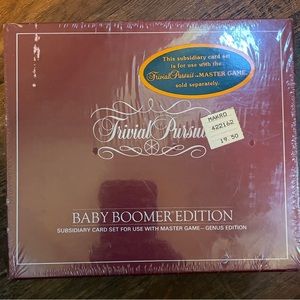 This subsidiary card set
is for use with the
Trivial Pursuit MASTER GAME,
sold separately.
Trivial Pursuit
MAKRO
422162
19.50
BABY BOOMER EDITION
SUBSIDIARY CARD SET FOR USE WITH MASTER GAME—GENUS EDITION